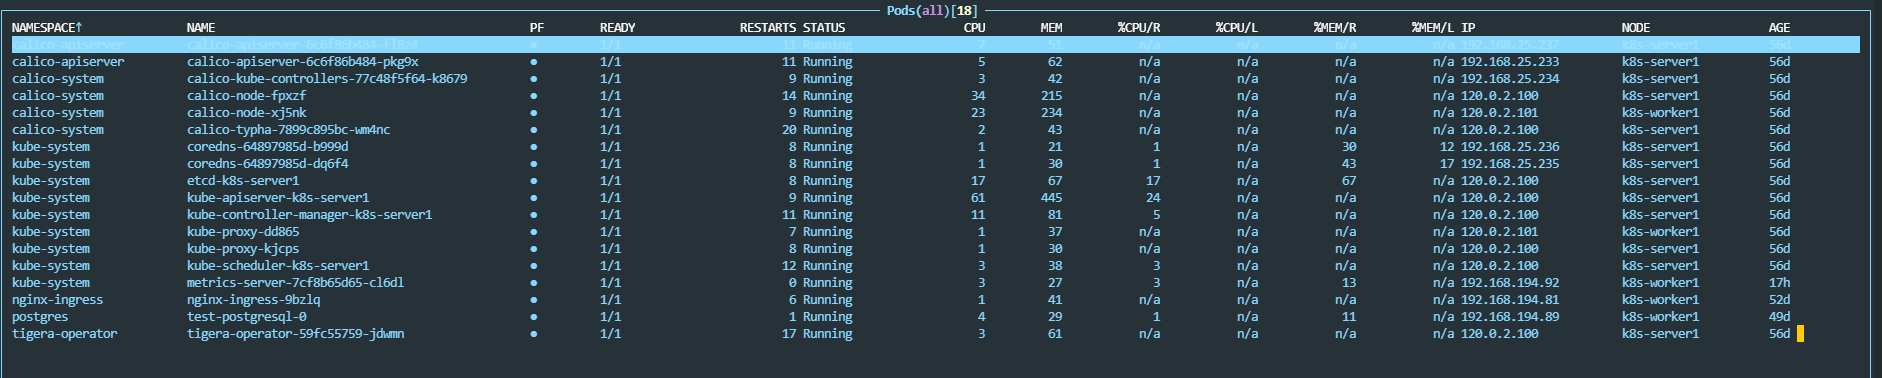 Pods(all)[18]
NAMESPACE↑ NAME PF READY RESTARTS STATUS CPU MEM %CPU/R %CPU/L %MEM/R %MEM/L IP NODE AGE
calico-apiserver calico-apiserver-6c6f86b484-fl8z4 ● 1/1 11 Running 7 51 n/a n/a n/a n/a 192.168.25.237 k8s-server1 56d
calico-apiserver calico-apiserver-6c6f86b484-pkg9x ● 1/1 11 Running 5 62 n/a n/a n/a n/a 192.168.25.233 k8s-server1 56d
calico-system calico-kube-controllers-77c48f5f64-k8679 ● 1/1 9 Running 3 42 n/a n/a n/a n/a 192.168.25.234 k8s-server1 56d
calico-system calico-node-fpxzf ● 1/1 14 Running 34 215 n/a n/a n/a n/a 120.0.2.100 k8s-server1 56d
calico-system calico-node-xj5nk ● 1/1 9 Running 23 234 n/a n/a n/a n/a 120.0.2.101 k8s-worker1 56d
calico-system calico-typha-7899c895bc-wm4nc ● 1/1 20 Running 2 43 n/a n/a n/a n/a 120.0.2.100 k8s-server1 56d
kube-system coredns-64897985d-b999d ● 1/1 8 Running 1 21 1 n/a 30 12 192.168.25.236 k8s-server1 56d
kube-system coredns-64897985d-dq6f4 ● 1/1 8 Running 1 30 1 n/a 43 17 192.168.25.235 k8s-server1 56d
kube-system etcd-k8s-server1 ● 1/1 8 Running 17 67 17 n/a 67 n/a 120.0.2.100 k8s-server1 56d
kube-system kube-apiserver-k8s-server1 ● 1/1 9 Running 61 445 24 n/a n/a n/a 120.0.2.100 k8s-server1 56d
kube-system kube-controller-manager-k8s-server1 ● 1/1 11 Running 11 81 5 n/a n/a n/a 120.0.2.100 k8s-server1 56d
kube-system kube-proxy-dd865 ● 1/1 7 Running 1 37 n/a n/a n/a n/a 120.0.2.101 k8s-worker1 56d
kube-system kube-proxy-kjcps ● 1/1 8 Running 1 30 n/a n/a n/a n/a 120.0.2.100 k8s-server1 56d
kube-system kube-scheduler-k8s-server1 ● 1/1 12 Running 3 38 3 n/a n/a n/a 120.0.2.100 k8s-server1 56d
kube-system metrics-server-7cf8b65d65-cl6dl ● 1/1 0 Running 3 27 3 n/a 13 n/a 192.168.194.92 k8s-worker1 17h
nginx-ingress nginx-ingress-9bzlq ● 1/1 6 Running 1 41 n/a n/a n/a n/a 192.168.194.81 k8s-worker1 52d
postgres test-postgresql-0 ● 1/1 1 Running 4 29 1 n/a 11 n/a 192.168.194.89 k8s-worker1 49d
tigera-operator tigera-operator-59fc55759-jdwmn ● 1/1 17 Running 3 61 n/a n/a n/a n/a 120.0.2.100 k8s-server1 56d